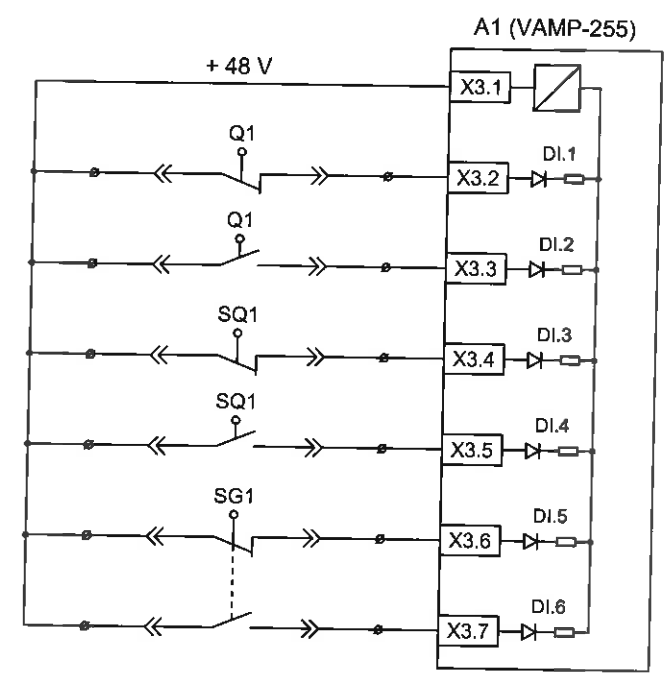 A1 (VAMP-255)
+ 48 V
X3.1
Q1
DI.1
X3.2
Q1
DI.2
X3.3
SQ1
DI.3
X3.4
SQ1
DI.4
X3.5
SG1
DI.5
X3.6
DI.6
X3.7